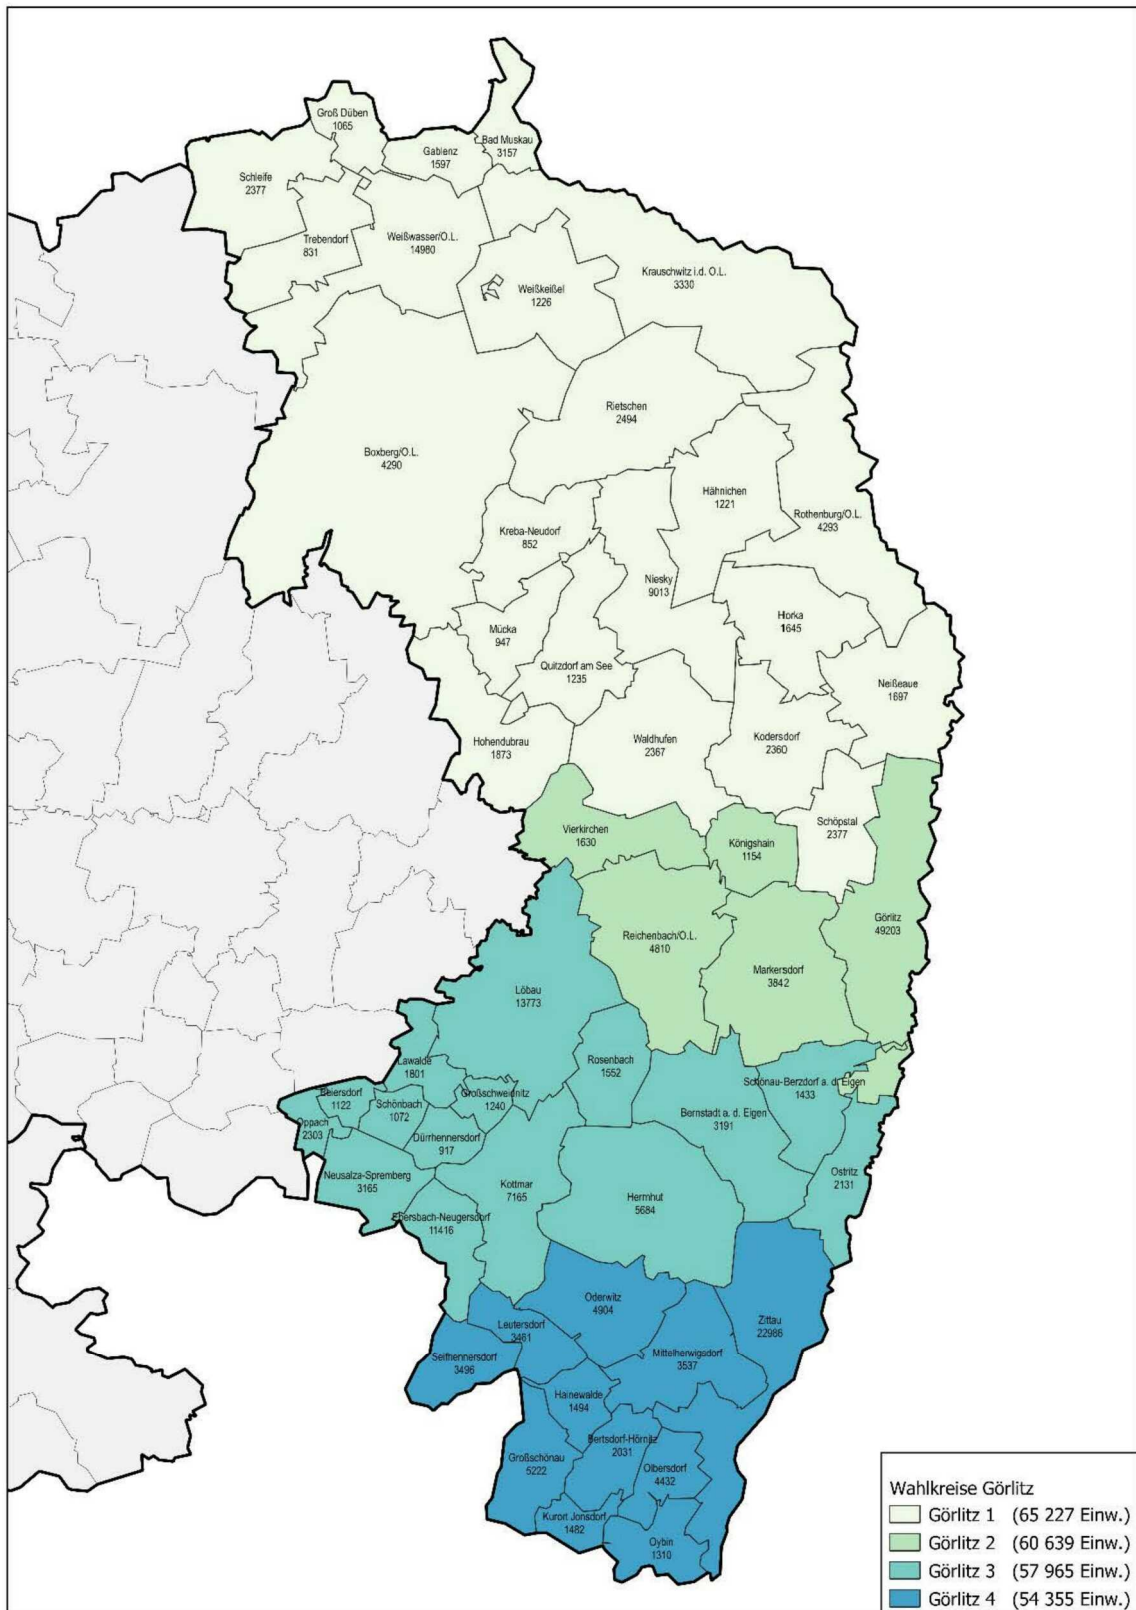 Groß Düben
1065
Bad Muskau
3157
Gablenz
1597
Schleife
2377
Trebendorf
831
Weißwasser/O.L.
14980
Weißkeißel
1226
Krauschwitz i.d. O.L.
3330
Rietschen
2494
Boxberg/O.L.
4290
Hähnichen
1221
Rothenburg/O.L.
4293
Kreba-Neudorf
852
Niesky
9013
Horka
1645
Mücka
947
Quitzdorf am See
1235
Neißeaue
1697
Hohendubrau
1873
Waldhufen
2367
Kodersdorf
2360
Schöpstal
2377
Vierkirchen
1630
Königshain
1154
Görlitz
49203
Reichenbach/O.L.
4810
Markersdorf
3842
Löbau
13773
Rosenbach
1552
Lawalde
1801
Schönau-Berzdorf a. d. Eigen
1433
Großschweidnitz
1240
Beiersdorf
1122
Schönbach
1072
Bernstadt a. d. Eigen
3191
Oppach
2303
Dürrhennersdorf
917
Ostritz
2131
Neusalza-Spremberg
3165
Kottmar
7165
Herrnhut
5684
Ebersbach-Neugersdorf
11416
Oderwitz
4904
Zittau
22986
Leutersdorf
3461
Mittelherwigsdorf
3537
Seifhennersdorf
3496
Hainewalde
1494
Bertsdorf-Hörnitz
2031
Großschönau
5222
Olbersdorf
4432
Kurort Jonsdorf
1482
Oybin
1310
Wahlkreise Görlitz
Görlitz 1 (65 227 Einw.)
Görlitz 2 (60 639 Einw.)
Görlitz 3 (57 965 Einw.)
Görlitz 4 (54 355 Einw.)